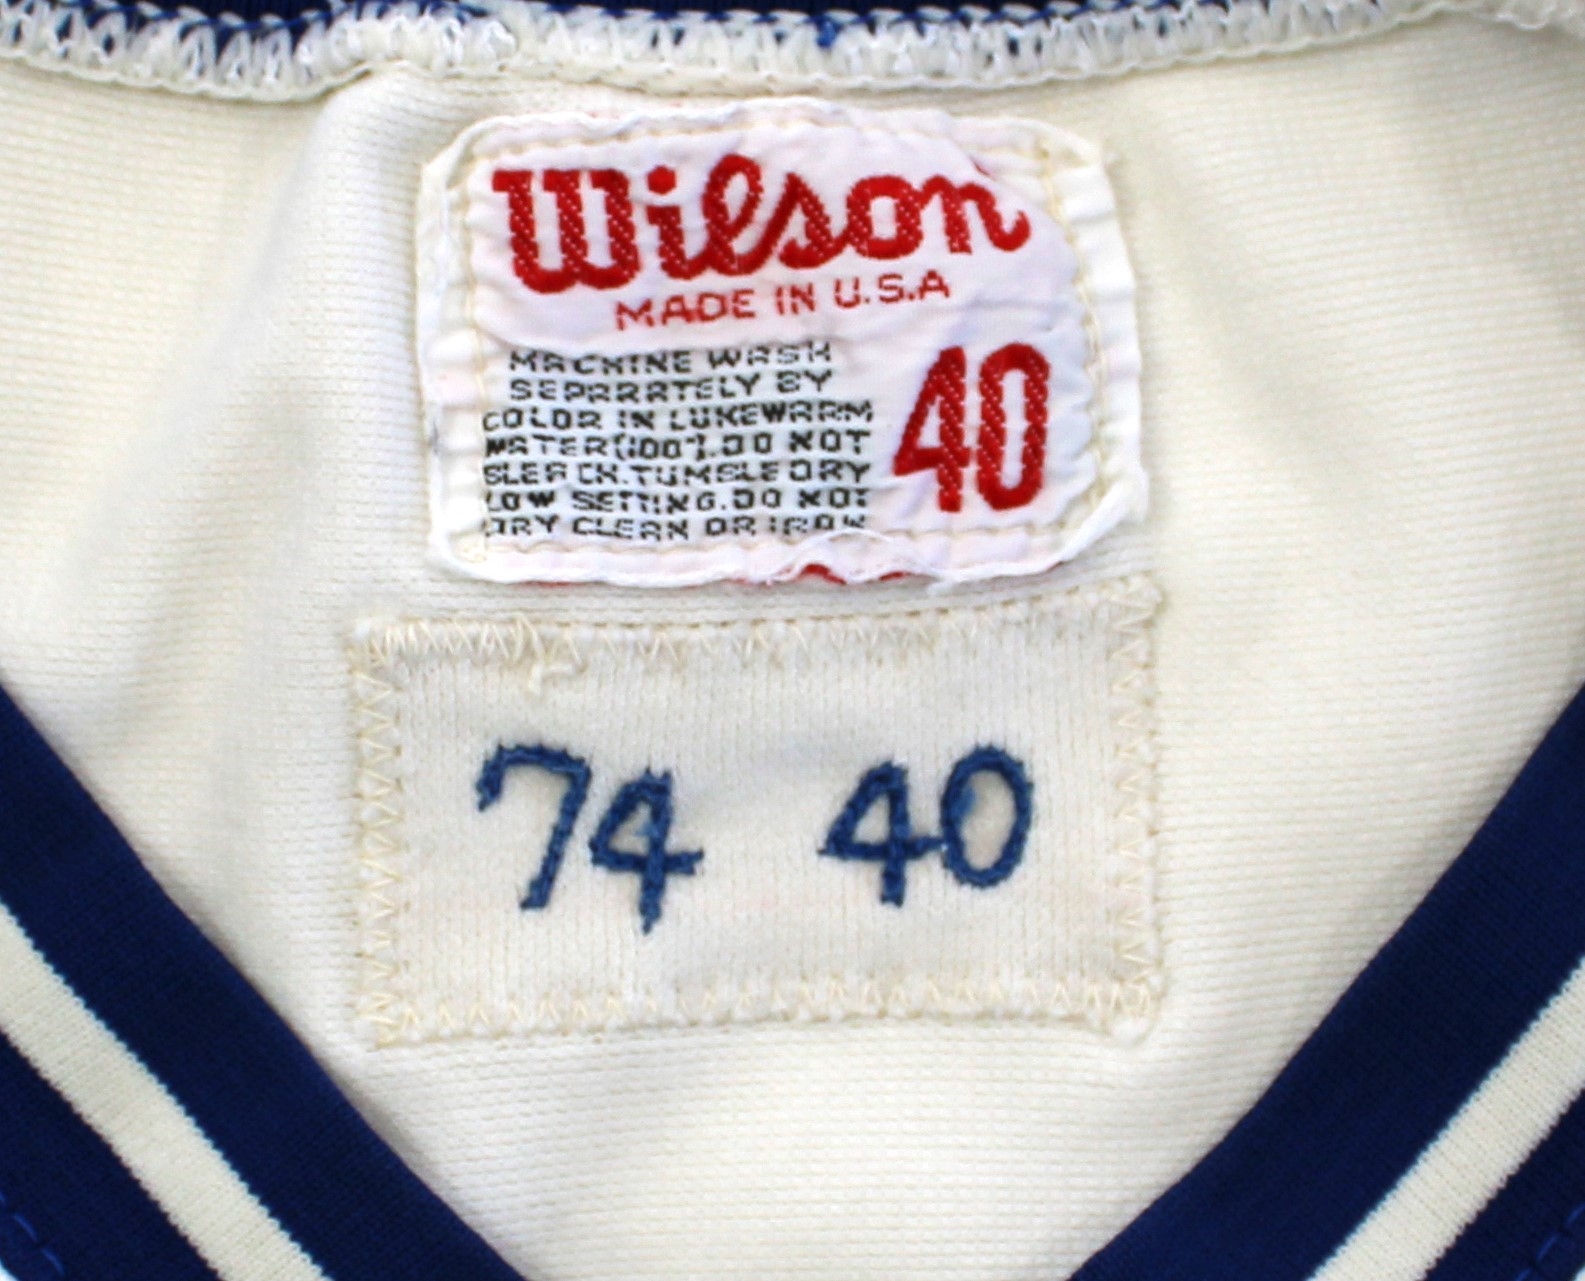 Wilson
MADE IN U.S.A
40
MACHINE WASH
SEPARATELY BY
COLOR IN LUKEWARM
WATER(100°).DO NOT
BLEACH.TUMBLE DRY
LOW SETTING.DO NOT
DRY CLEAN OR IRON
74 40